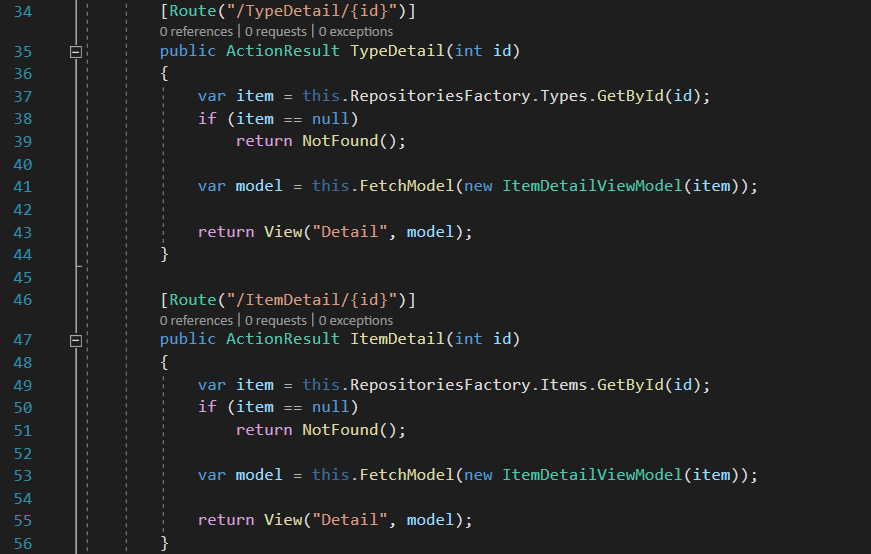 34 [Route("/TypeDetail/{id}")]
0 references | 0 requests | 0 exceptions
35 public ActionResult TypeDetail(int id)
36 {
37 var item = this.RepositoriesFactory.Types.GetById(id);
38 if (item == null)
39 return NotFound();
40
41 var model = this.FetchModel(new ItemDetailViewModel(item));
42
43 return View("Detail", model);
44 }
45
46 [Route("/ItemDetail/{id}")]
0 references | 0 requests | 0 exceptions
47 public ActionResult ItemDetail(int id)
48 {
49 var item = this.RepositoriesFactory.Items.GetById(id);
50 if (item == null)
51 return NotFound();
52
53 var model = this.FetchModel(new ItemDetailViewModel(item));
54
55 return View("Detail", model);
56 }